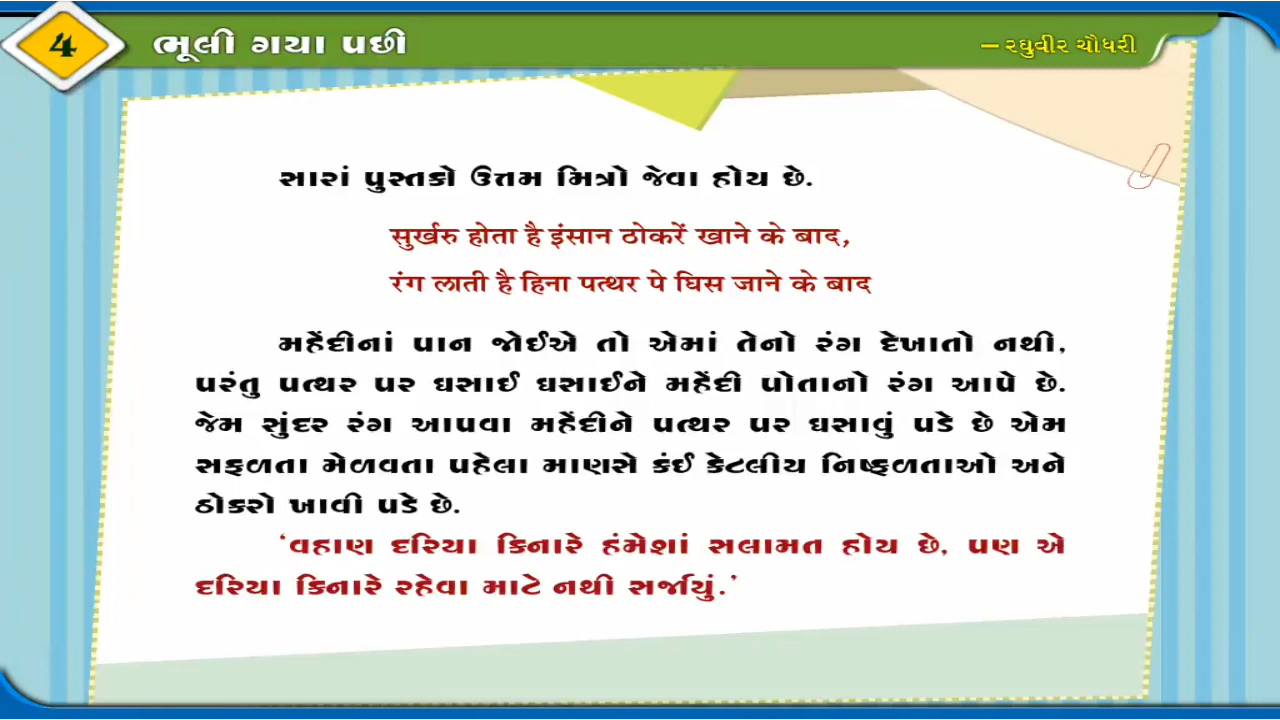 4
ભૂલી ગયા પછી
– રઘુવીર ચૌધરી
સારાં પુસ્તકો ઉત્તમ મિત્રો જેવા હોય છે.
सुर्खरु होता है इंसान ठोकरें खाने के बाद,
रंग लाती है हिना पत्थर पे घिस जाने के बाद
મહેંદીનાં પાન જોઈએ તો એમાં તેનો રંગ દેખાતો નથી,
પરંતુ પત્થર પર ઘસાઈ ઘસાઈને મહેંદી પોતાનો રંગ આપે છે.
જેમ સુંદર રંગ આપવા મહેંદીને પત્થર પર ઘસાવું પડે છે એમ
સફળતા મેળવતા પહેલા માણસે કંઈ કેટલીય નિષ્ફળતાઓ અને
ઠોકરો ખાવી પડે છે.
‘વહાણ દરિયા કિનારે હંમેશાં સલામત હોય છે, પણ એ
દરિયા કિનારે રહેવા માટે નથી સર્જાયું.’